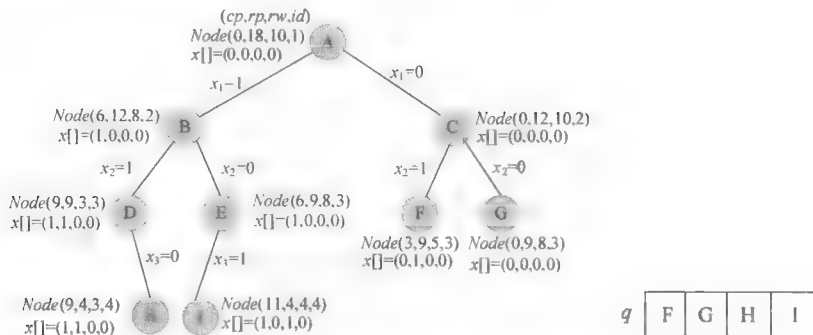 (cp,rp,rw,id)
Node(0,18,10,1)
x[]=(0,0,0,0)
A
x₁=1
x₁=0
Node(6,12,8,2)
x[]=(1,0,0,0)
B
C
Node(0,12,10,2)
x[]=(0,0,0,0)
x₂=1
x₂=0
x₂=1
x₂=0
Node(9,9,3,3)
x[]=(1,1,0,0)
D
E
Node(6,9,8,3)
x[]=(1,0,0,0)
F
G
Node(3,9,5,3)
x[]=(0,1,0,0)
Node(0,9,8,3)
x[]=(0,0,0,0)
x₃=0
x₃=1
Node(9,4,3,4)
x[]=(1,1,0,0)
Node(11,4,4,4)
x[]=(1,0,1,0)
q F G H I